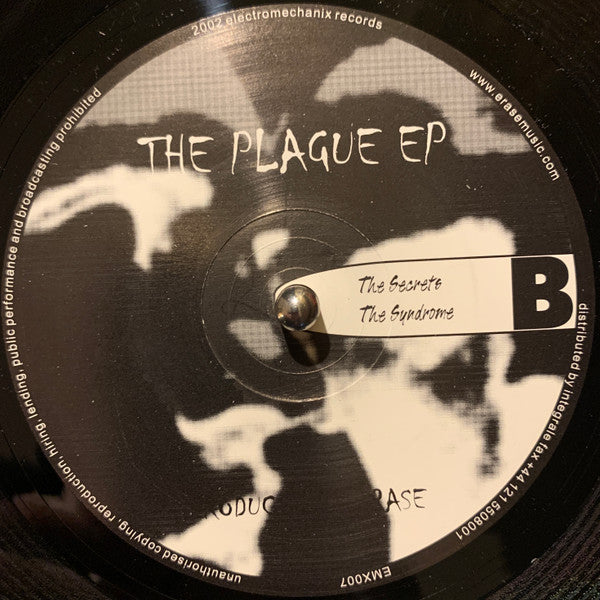 2002 electromechanix records
www.erasemusic.com
THE PLAGUE EP
The Secrets
The Syndrome
B
distributed by integrale fax +44 121 5508001
EMX007
unauthorised copying, reproduction, hiring, lending, public performance and broadcasting prohibited